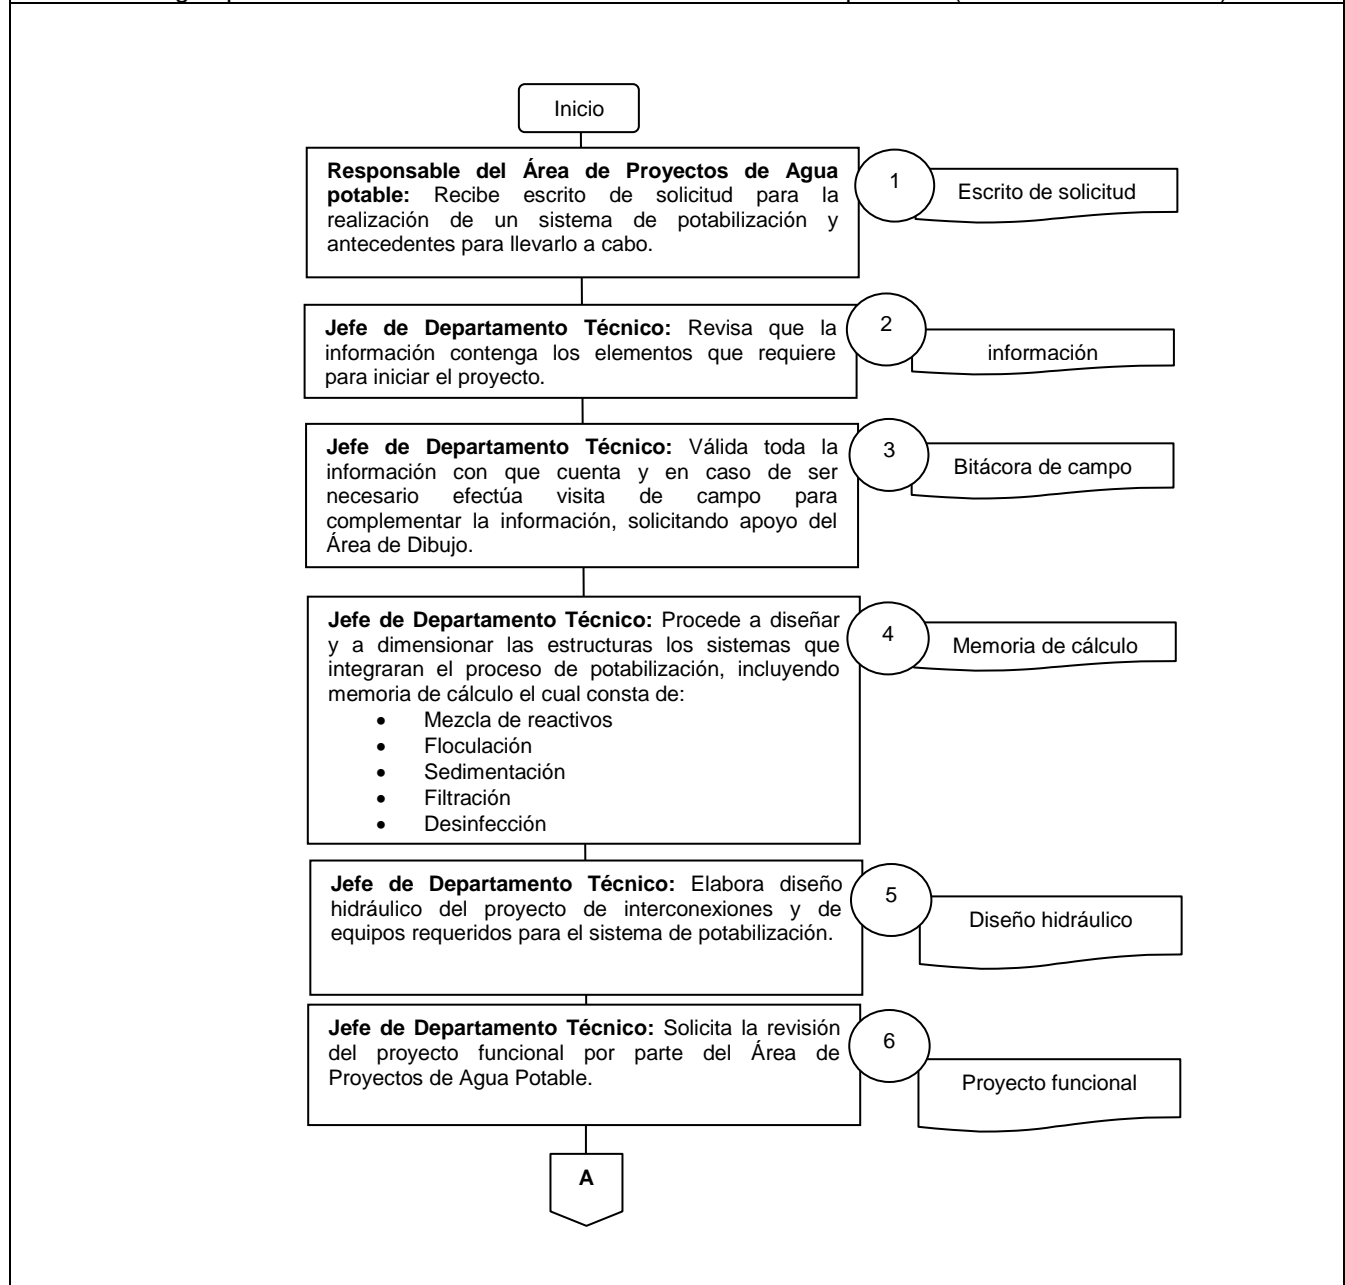 Inicio
Responsable del Área de Proyectos de Agua
potable: Recibe escrito de solicitud para la
realización de un sistema de potabilización y
antecedentes para llevarlo a cabo.
1
Escrito de solicitud
Jefe de Departamento Técnico: Revisa que la
información contenga los elementos que requiere
para iniciar el proyecto.
2
información
Jefe de Departamento Técnico: Válida toda la
información con que cuenta y en caso de ser
necesario efectúa visita de campo para
complementar la información, solicitando apoyo del
Área de Dibujo.
3
Bitácora de campo
Jefe de Departamento Técnico: Procede a diseñar
y a dimensionar las estructuras los sistemas que
integraran el proceso de potabilización, incluyendo
memoria de cálculo el cual consta de:
• Mezcla de reactivos
• Floculación
• Sedimentación
• Filtración
• Desinfección
4
Memoria de cálculo
Jefe de Departamento Técnico: Elabora diseño
hidráulico del proyecto de interconexiones y de
equipos requeridos para el sistema de potabilización.
5
Diseño hidráulico
Jefe de Departamento Técnico: Solicita la revisión
del proyecto funcional por parte del Área de
Proyectos de Agua Potable.
6
Proyecto funcional
A